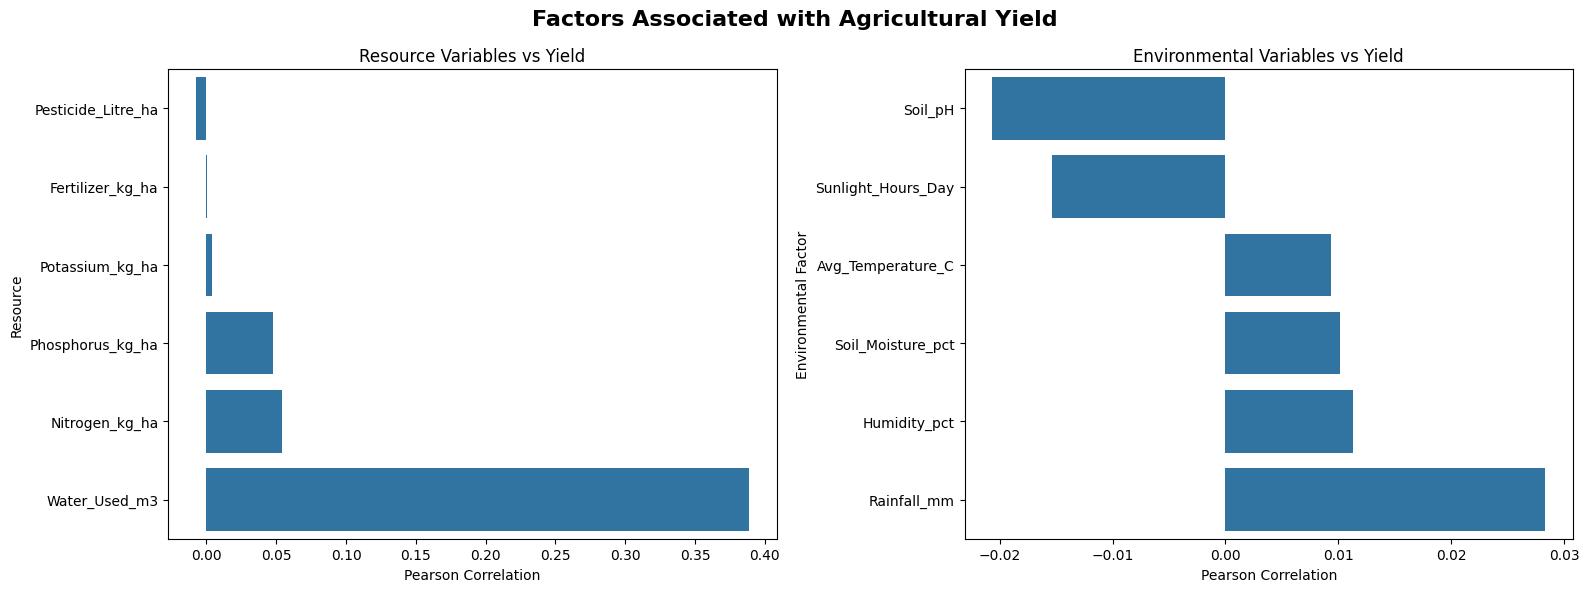 Factors Associated with Agricultural Yield
Resource Variables vs Yield
Resource
Pesticide_Litre_ha
Fertilizer_kg_ha
Potassium_kg_ha
Phosphorus_kg_ha
Nitrogen_kg_ha
Water_Used_m3
0.00 0.05 0.10 0.15 0.20 0.25 0.30 0.35 0.40
Pearson Correlation
Environmental Variables vs Yield
Environmental Factor
Soil_pH
Sunlight_Hours_Day
Avg_Temperature_C
Soil_Moisture_pct
Humidity_pct
Rainfall_mm
−0.02 −0.01 0.00 0.01 0.02 0.03
Pearson Correlation